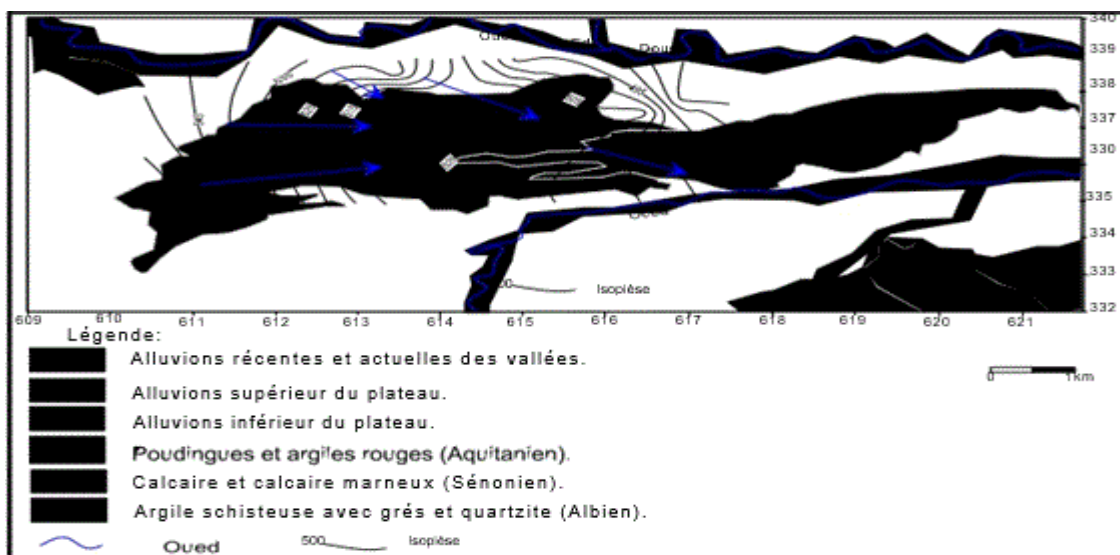 340
339
338
337
330
335
334
333
332
Oued
Isopièse
609 610 611 612 613 614 615 616 617 618 619 620 621
Légende:
Alluvions récentes et actuelles des vallées.
0 1km
Alluvions supérieur du plateau.
Alluvions inférieur du plateau.
Poudingues et argiles rouges (Aquitanien).
Calcaire et calcaire marneux (Sénonien).
Argile schisteuse avec grés et quartzite (Albien).
Oued 500 Isopièse